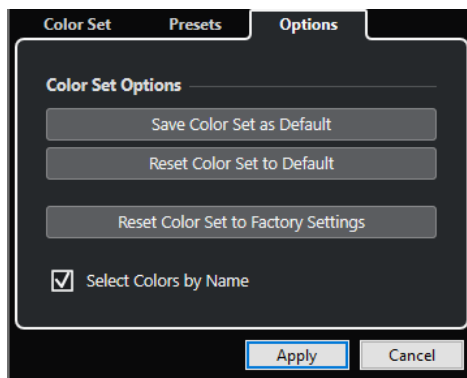 Color Set Presets Options
Color Set Options
Save Color Set as Default
Reset Color Set to Default
Reset Color Set to Factory Settings
Select Colors by Name
Apply Cancel